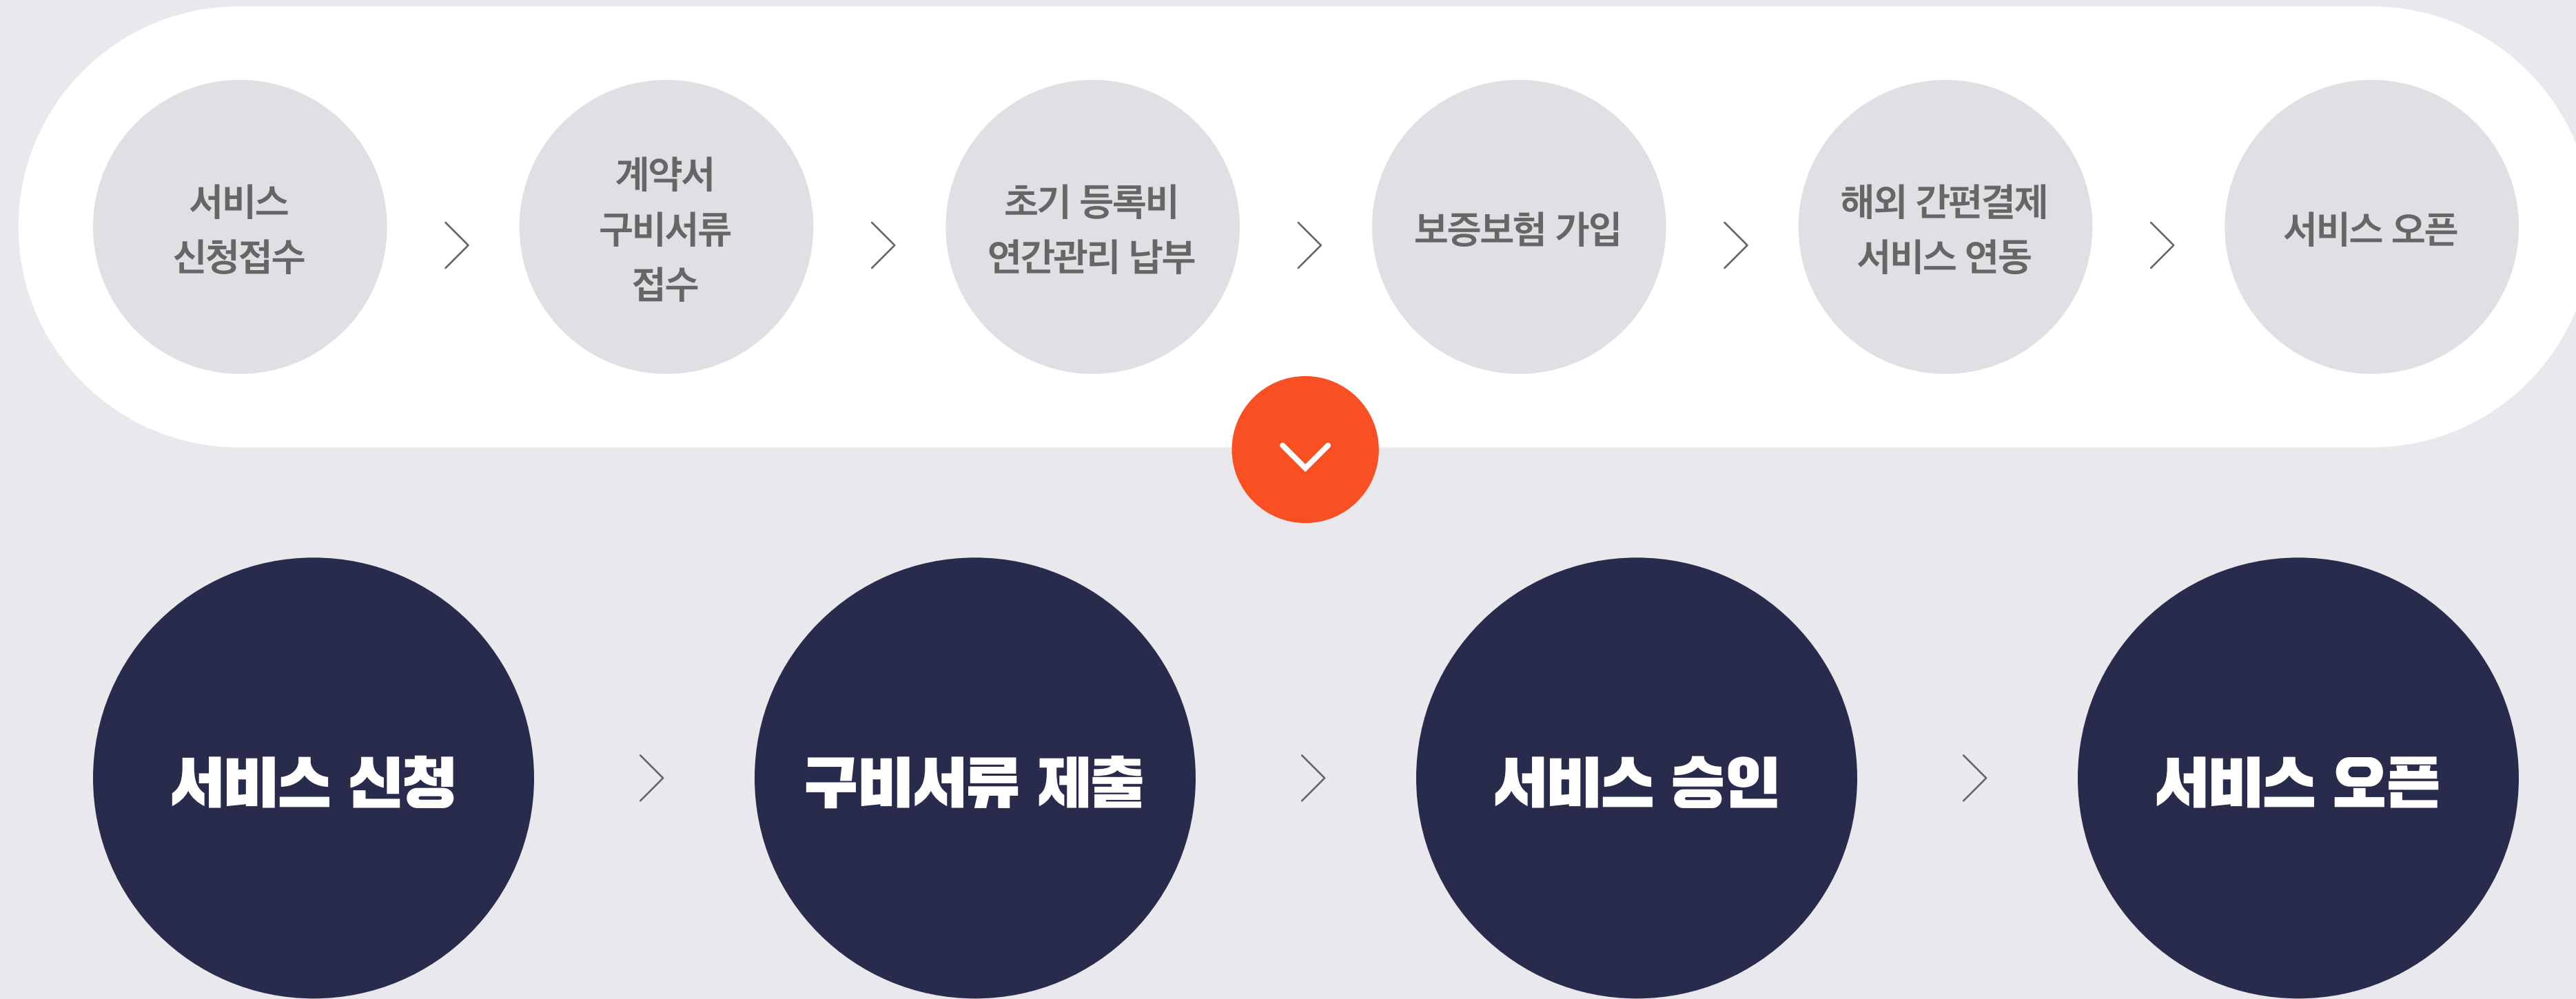 서비스
신청접수
계약서
구비서류
접수
초기 등록비
연간관리 납부
보증보험 가입
해외 간편결제
서비스 연동
서비스 오픈
서비스 신청
구비서류 제출
서비스 승인
서비스 오픈